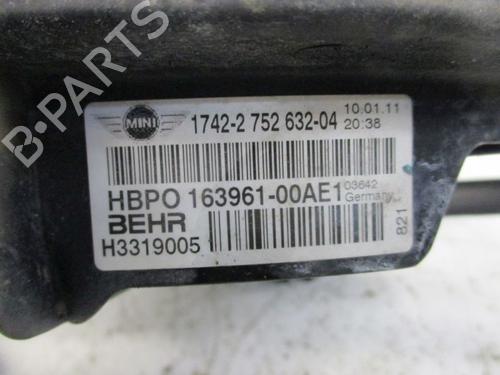 MINI 1742-2 752 632-04 10.01.11
20:38
HBPO 163961-00AE1 03642
Germany
BEHR
H3319005
821
B-PARTS